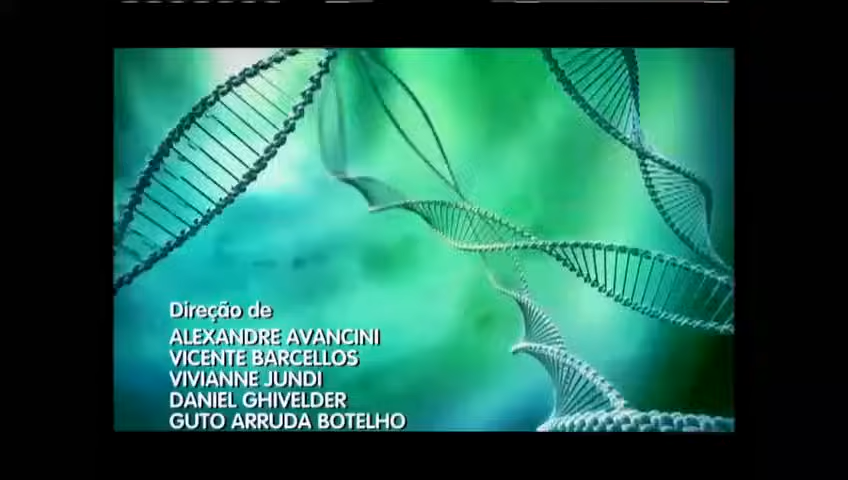 Direção de
ALEXANDRE AVANCINI
VICENTE BARCELLOS
VIVIANNE JUNDI
DANIEL GHIVELDER
GUTO ARRUDA BOTELHO